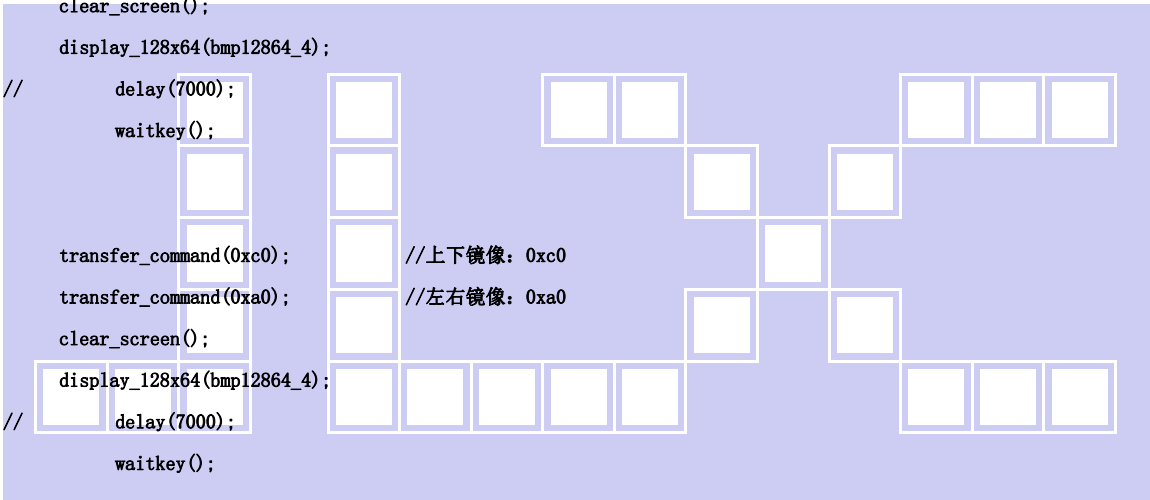 clear_screen();
display_128x64(bmp12864_4);
// delay(7000);
waitkey();
transfer_command(0xc0); //上下镜像：0xc0
transfer_command(0xa0); //左右镜像：0xa0
clear_screen();
display_128x64(bmp12864_4);
// delay(7000);
waitkey();